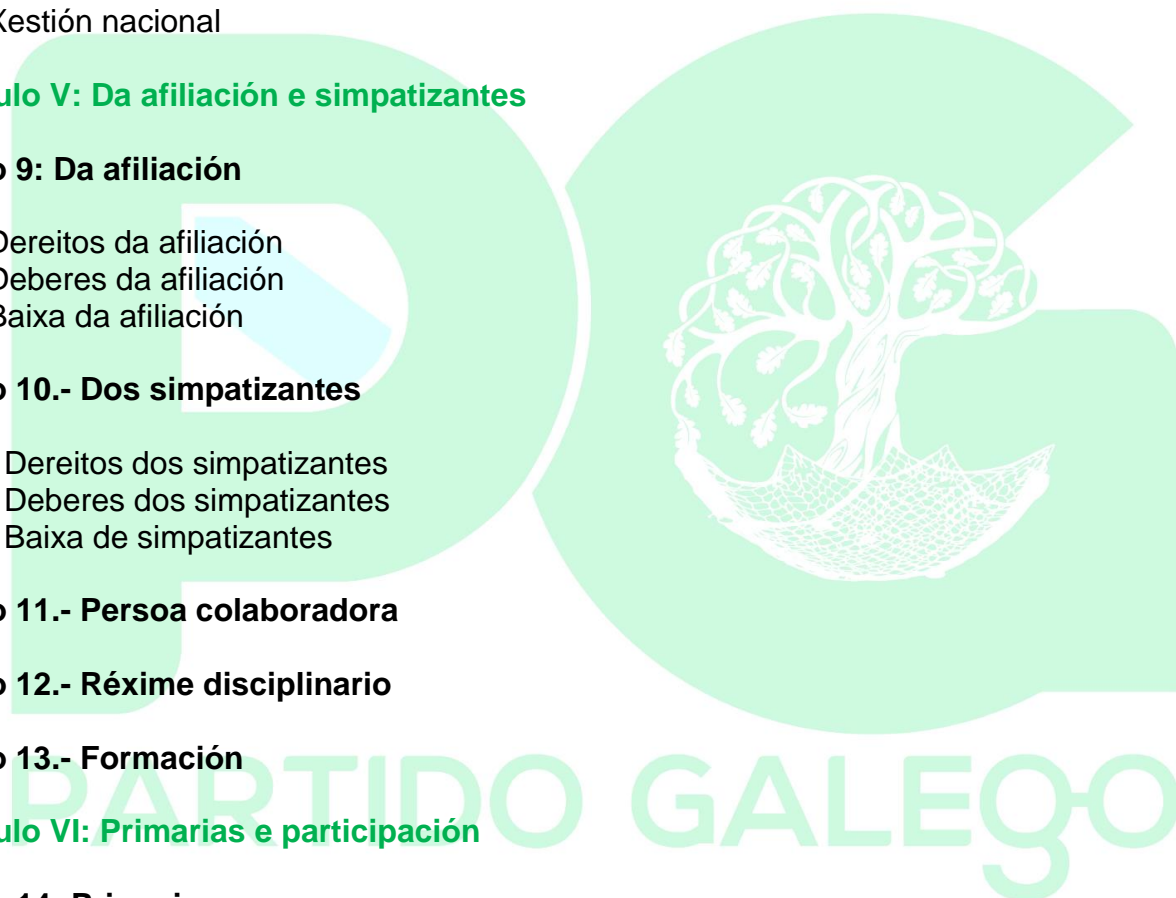 Xestión nacional
ulo V: Da afiliación e simpatizantes
o 9: Da afiliación
Dereitos da afiliación
Deberes da afiliación
Baixa da afiliación
o 10.- Dos simpatizantes
Dereitos dos simpatizantes
Deberes dos simpatizantes
Baixa de simpatizantes
o 11.- Persoa colaboradora
o 12.- Réxime disciplinario
o 13.- Formación
PARTIDO GALEGO
ulo VI: Primarias e participación